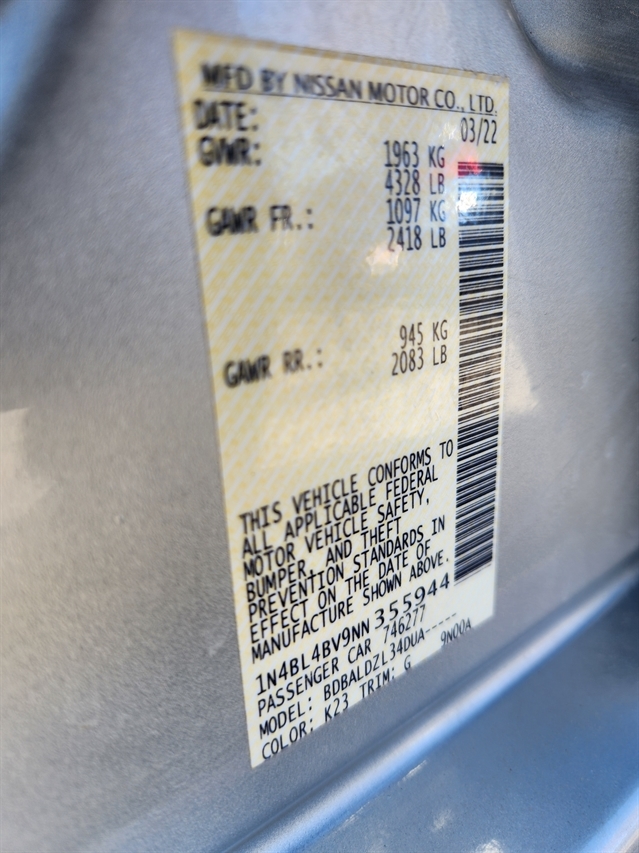 MFD BY NISSAN MOTOR CO., LTD.
DATE: 03/22
GVWR: 1963 KG
4328 LB
GAWR FR.: 1097 KG
2418 LB
GAWR RR.: 945 KG
2083 LB
THIS VEHICLE CONFORMS TO
ALL APPLICABLE FEDERAL
MOTOR VEHICLE SAFETY,
BUMPER, AND THEFT
PREVENTION STANDARDS IN
EFFECT ON THE DATE OF
MANUFACTURE SHOWN ABOVE.
1N4BL4BV9NN 355944
PASSENGER CAR 746277
MODEL: BDBALDZL34DUA-----
COLOR: K23 TRIM: G 9N00A